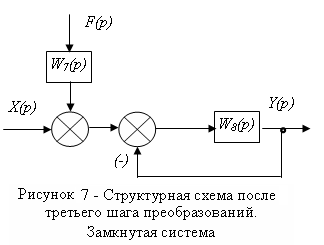 F(p)
W7(p)
X(p)
Y(p)
W8(p)
(-)
Рисунок 7 - Структурная схема после
третьего шага преобразований.
Замкнутая система